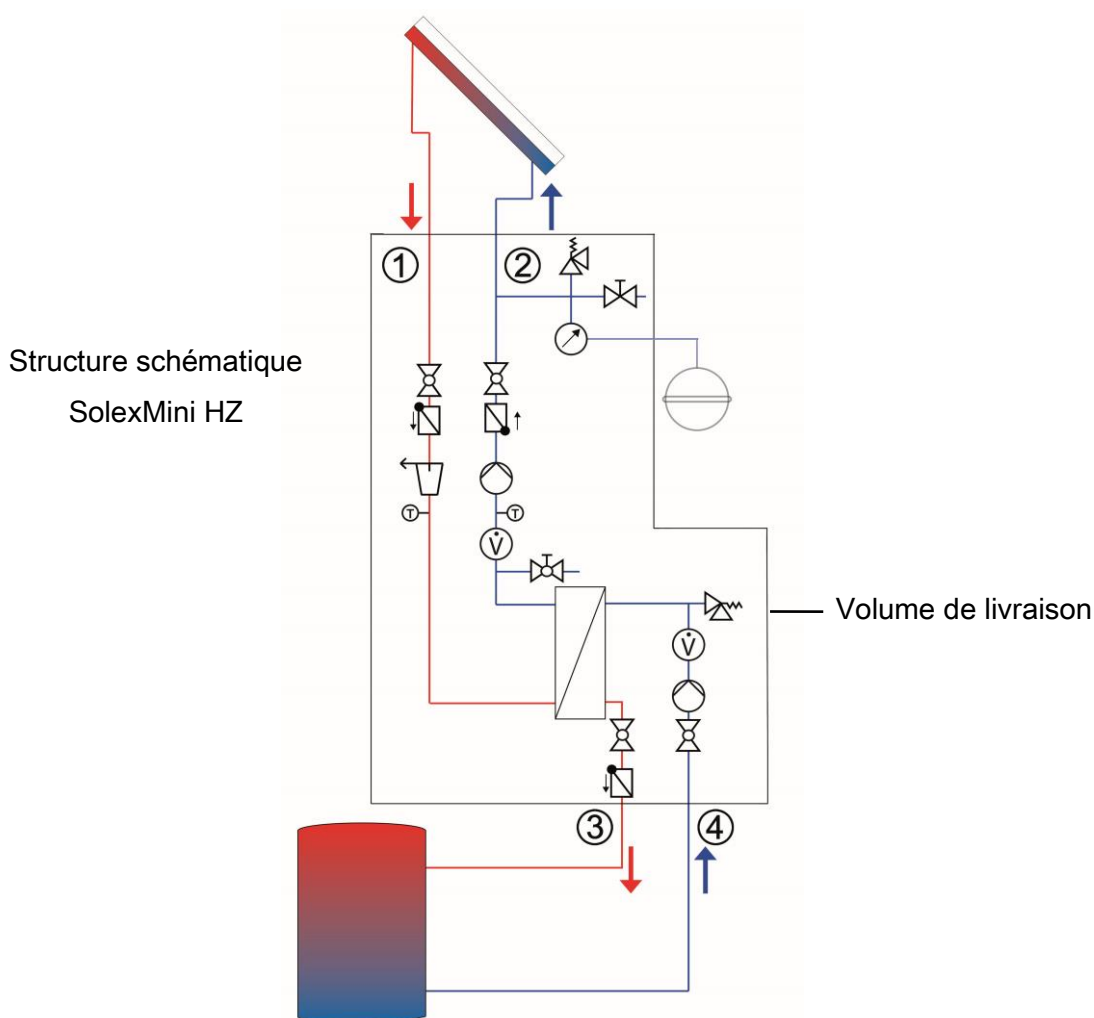 ①
②
Structure schématique
SolexMini HZ
T
T
V̇
Volume de livraison
V̇
③
④